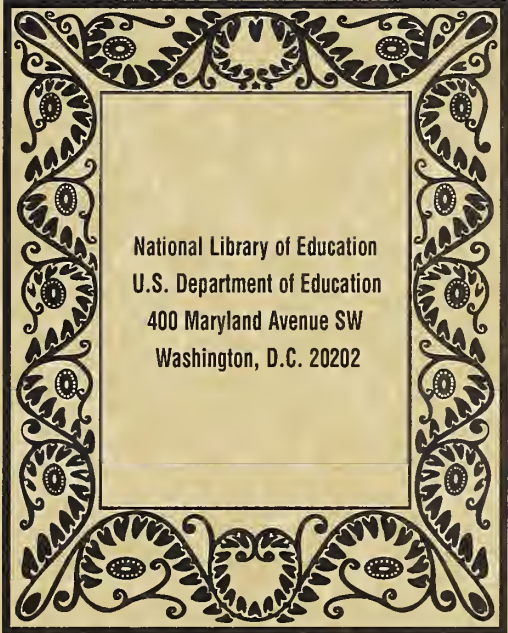 National Library of Education
U.S. Department of Education
400 Maryland Avenue SW
Washington, D.C. 20202